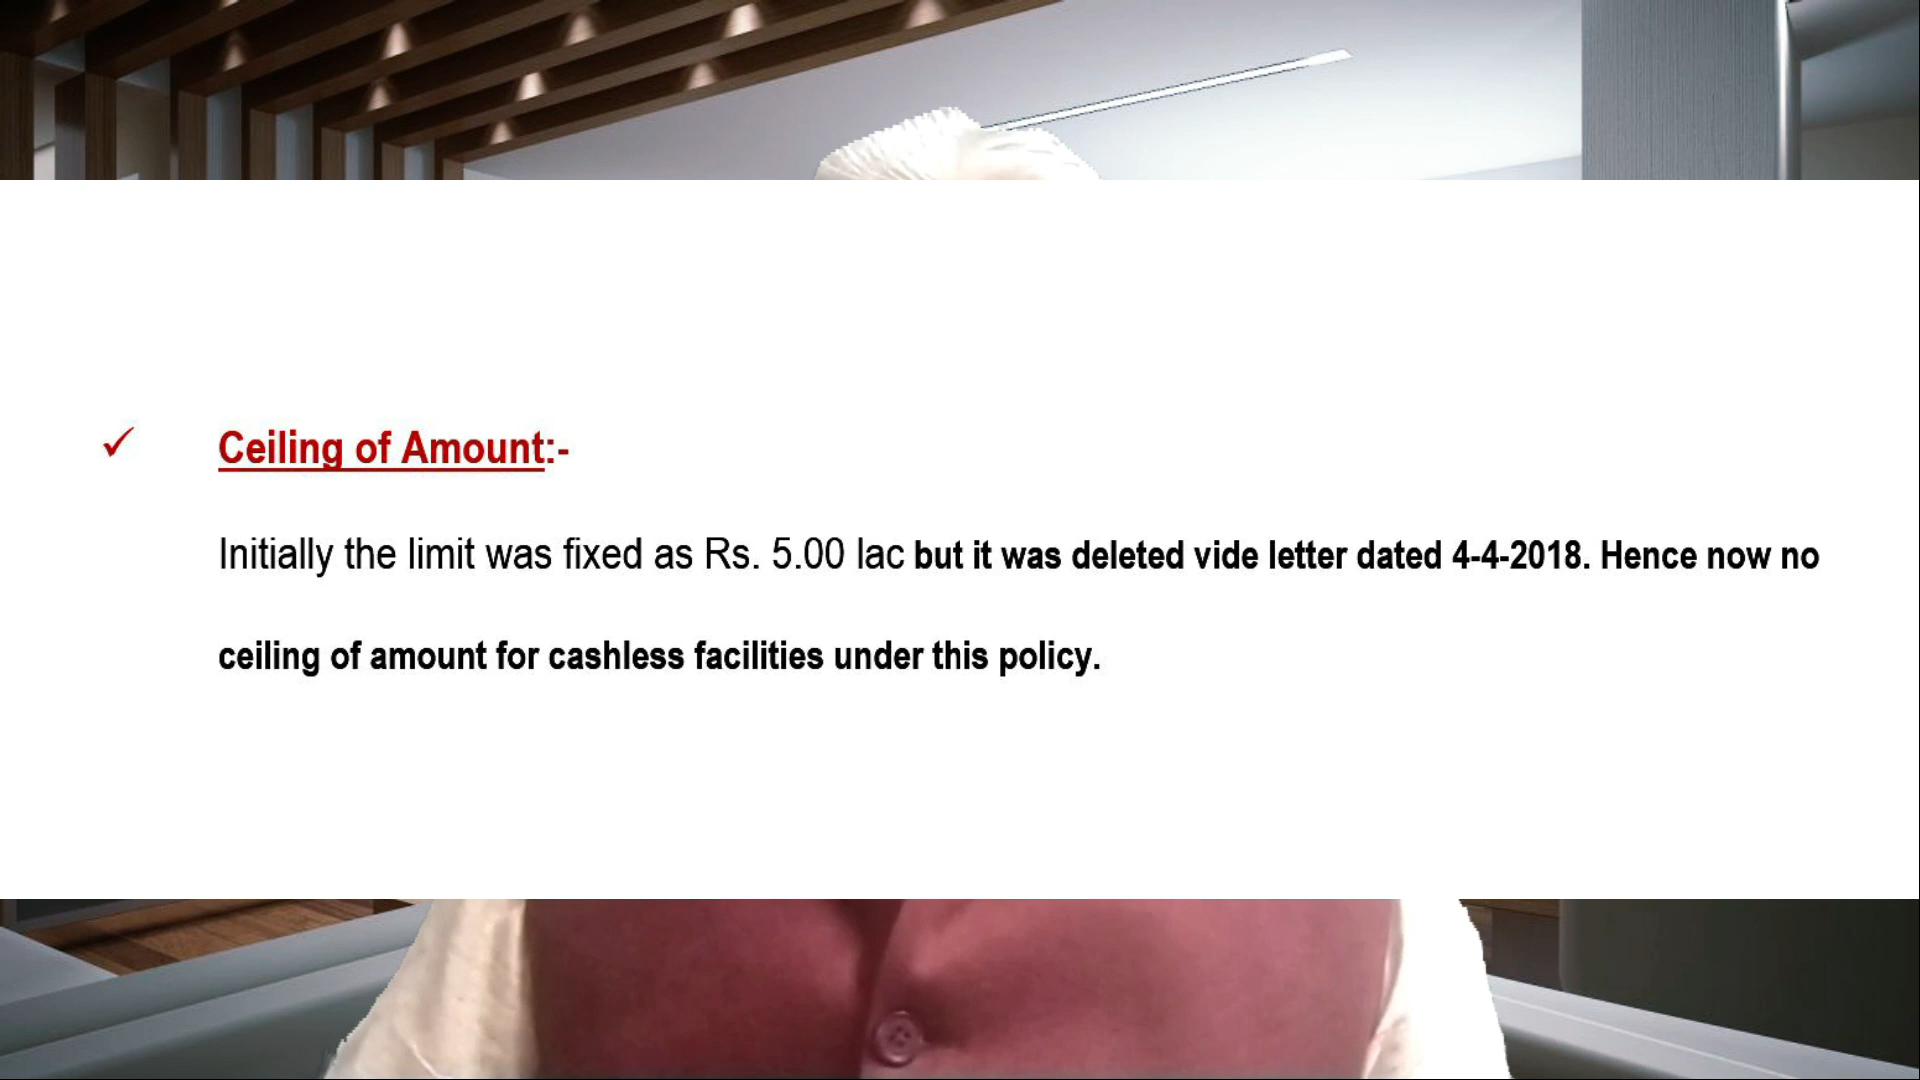 ✓ Ceiling of Amount:-
Initially the limit was fixed as Rs. 5.00 lac but it was deleted vide letter dated 4-4-2018. Hence now no
ceiling of amount for cashless facilities under this policy.